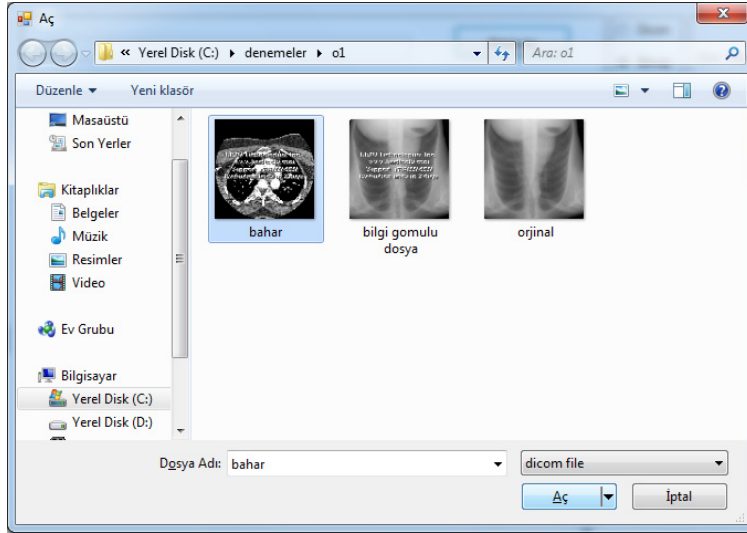 Aç
Yerel Disk (C:) denemeler o1
Ara: o1
Düzenle
Yeni klasör
Masaüstü
Son Yerler
Kitaplıklar
Belgeler
Müzik
Resimler
Video
Ev Grubu
Bilgisayar
Yerel Disk (C:)
Yerel Disk (D:)
bahar
bilgi gomulu
dosya
orjinal
Dosya Adı: bahar
dicom file
Aç
İptal